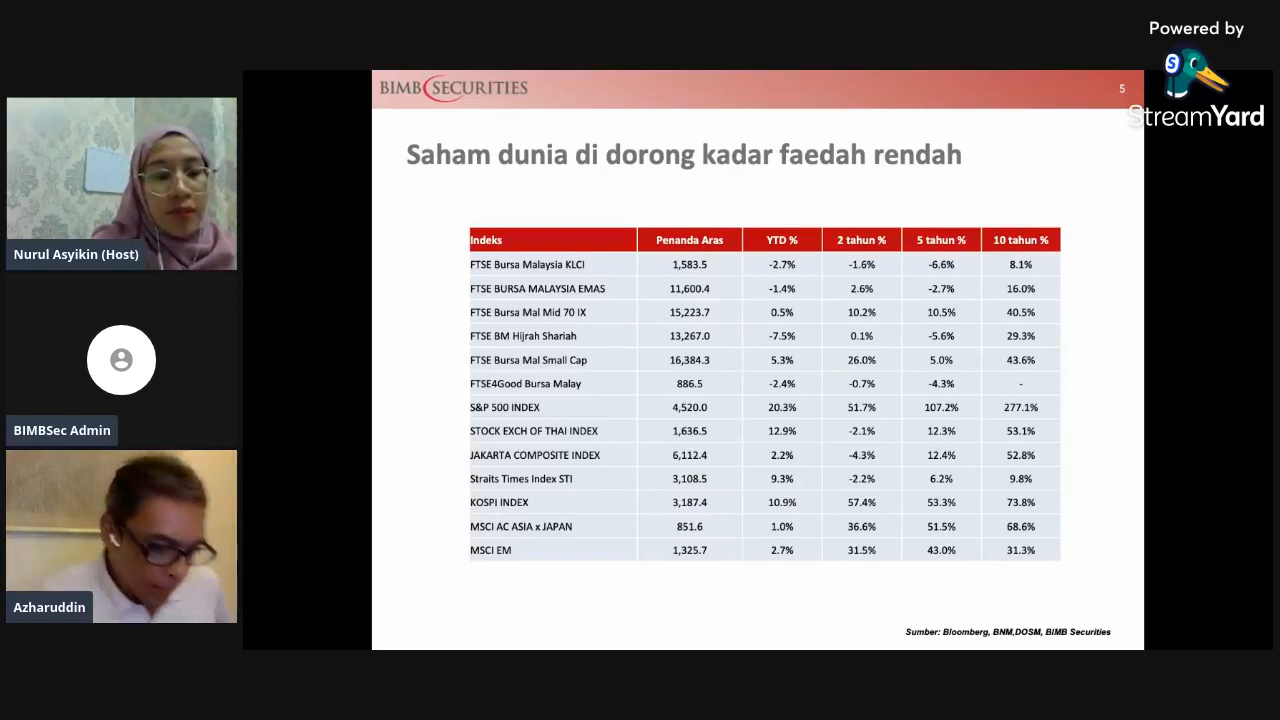 Powered by
StreamYard
BIMB SECURITIES
5
Saham dunia di dorong kadar faedah rendah
Indeks Penanda Aras YTD % 2 tahun % 5 tahun % 10 tahun %
FTSE Bursa Malaysia KLCI 1,583.5 -2.7% -1.6% -6.6% 8.1%
FTSE BURSA MALAYSIA EMAS 11,600.4 -1.4% 2.6% -2.7% 16.0%
FTSE Bursa Mal Mid 70 IX 15,223.7 0.5% 10.2% 10.5% 40.5%
FTSE BM Hijrah Shariah 13,267.0 -7.5% 0.1% -5.6% 29.3%
FTSE Bursa Mal Small Cap 16,384.3 5.3% 26.0% 5.0% 43.6%
FTSE4Good Bursa Malay 886.5 -2.4% -0.7% -4.3% -
S&P 500 INDEX 4,520.0 20.3% 51.7% 107.2% 277.1%
STOCK EXCH OF THAI INDEX 1,636.5 12.9% -2.1% 12.3% 53.1%
JAKARTA COMPOSITE INDEX 6,112.4 2.2% -4.3% 12.4% 52.8%
Straits Times Index STI 3,108.5 9.3% -2.2% 6.2% 9.8%
KOSPI INDEX 3,187.4 10.9% 57.4% 53.3% 73.8%
MSCI AC ASIA x JAPAN 851.6 1.0% 36.6% 51.5% 68.6%
MSCI EM 1,325.7 2.7% 31.5% 43.0% 31.3%
Sumber: Bloomberg, BNM,DOSM, BIMB Securities
Nurul Asyikin (Host)
BIMBSec Admin
Azharuddin